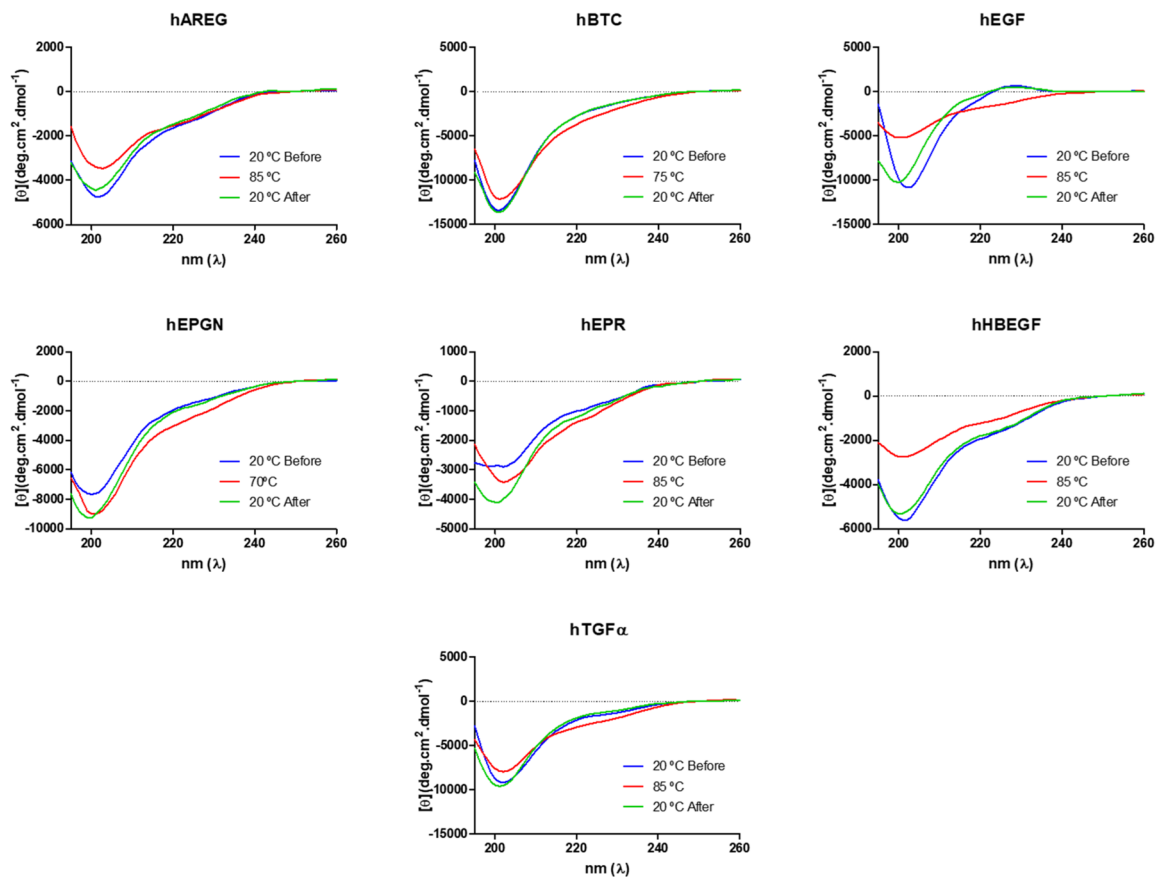 hAREG
[θ](deg.cm².dmol⁻¹)
2000
0
-2000
-4000
-6000
200 220 240 260
nm (λ)
20 ºC Before
85 ºC
20 ºC After
hBTC
[θ](deg.cm².dmol⁻¹)
5000
0
-5000
-10000
-15000
200 220 240 260
nm (λ)
20 ºC Before
75 ºC
20 ºC After
hEGF
[θ](deg.cm².dmol⁻¹)
5000
0
-5000
-10000
-15000
200 220 240 260
nm (λ)
20 ºC Before
85 ºC
20 ºC After
hEPGN
[θ](deg.cm².dmol⁻¹)
2000
0
-2000
-4000
-6000
-8000
-10000
200 220 240 260
nm (λ)
20 ºC Before
70ºC
20 ºC After
hEPR
[θ](deg.cm².dmol⁻¹)
1000
0
-1000
-2000
-3000
-4000
-5000
200 220 240 260
nm (λ)
20 ºC Before
85 ºC
20 ºC After
hHBEGF
[θ](deg.cm².dmol⁻¹)
2000
0
-2000
-4000
-6000
200 220 240 260
nm (λ)
20 ºC Before
85 ºC
20 ºC After
hTGFα
[θ](deg.cm².dmol⁻¹)
5000
0
-5000
-10000
-15000
200 220 240 260
nm (λ)
20 ºC Before
85 ºC
20 ºC After